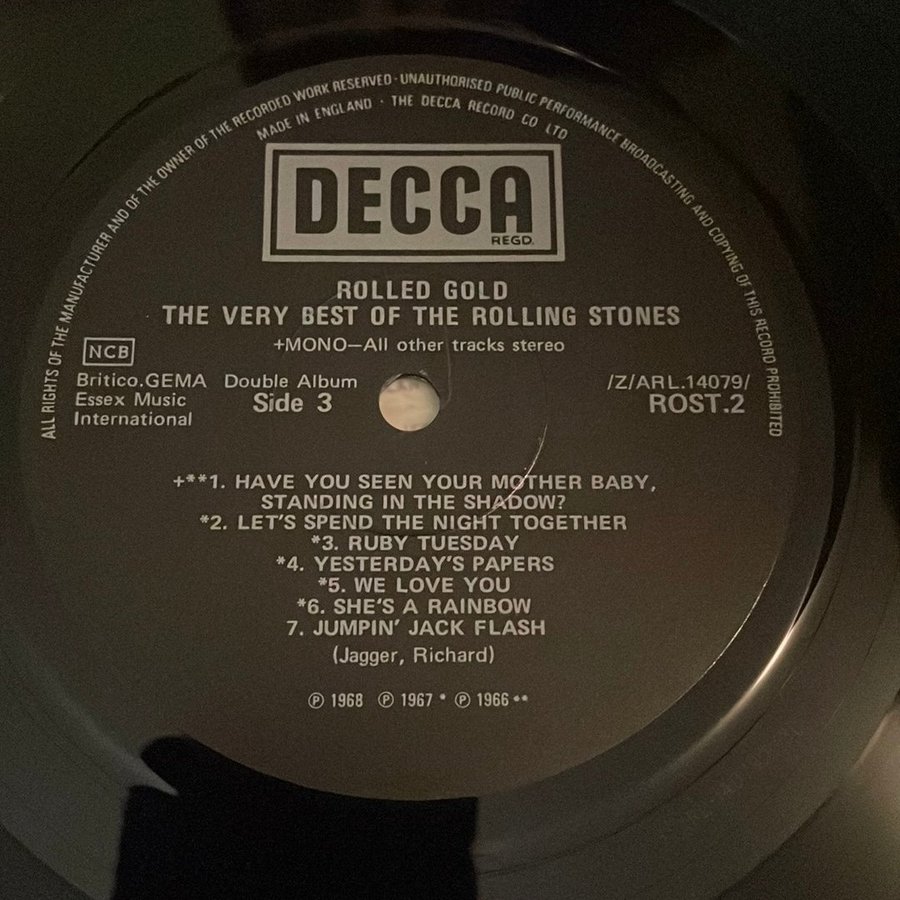 ALL RIGHTS OF THE MANUFACTURER AND OF THE OWNER OF THE RECORDED WORK RESERVED · UNAUTHORISED PUBLIC PERFORMANCE BROADCASTING AND COPYING OF THIS RECORD PROHIBITED
MADE IN ENGLAND · THE DECCA RECORD CO LTD
DECCA
REGD.
ROLLED GOLD
THE VERY BEST OF THE ROLLING STONES
+MONO—All other tracks stereo
NCB
Britico.GEMA
Essex Music
International
Double Album
Side 3
/Z/ARL.14079/
ROST.2
+**1. HAVE YOU SEEN YOUR MOTHER BABY,
STANDING IN THE SHADOW?
*2. LET'S SPEND THE NIGHT TOGETHER
*3. RUBY TUESDAY
*4. YESTERDAY'S PAPERS
*5. WE LOVE YOU
*6. SHE'S A RAINBOW
7. JUMPIN' JACK FLASH
(Jagger, Richard)
℗ 1968 ℗ 1967 * ℗ 1966 **